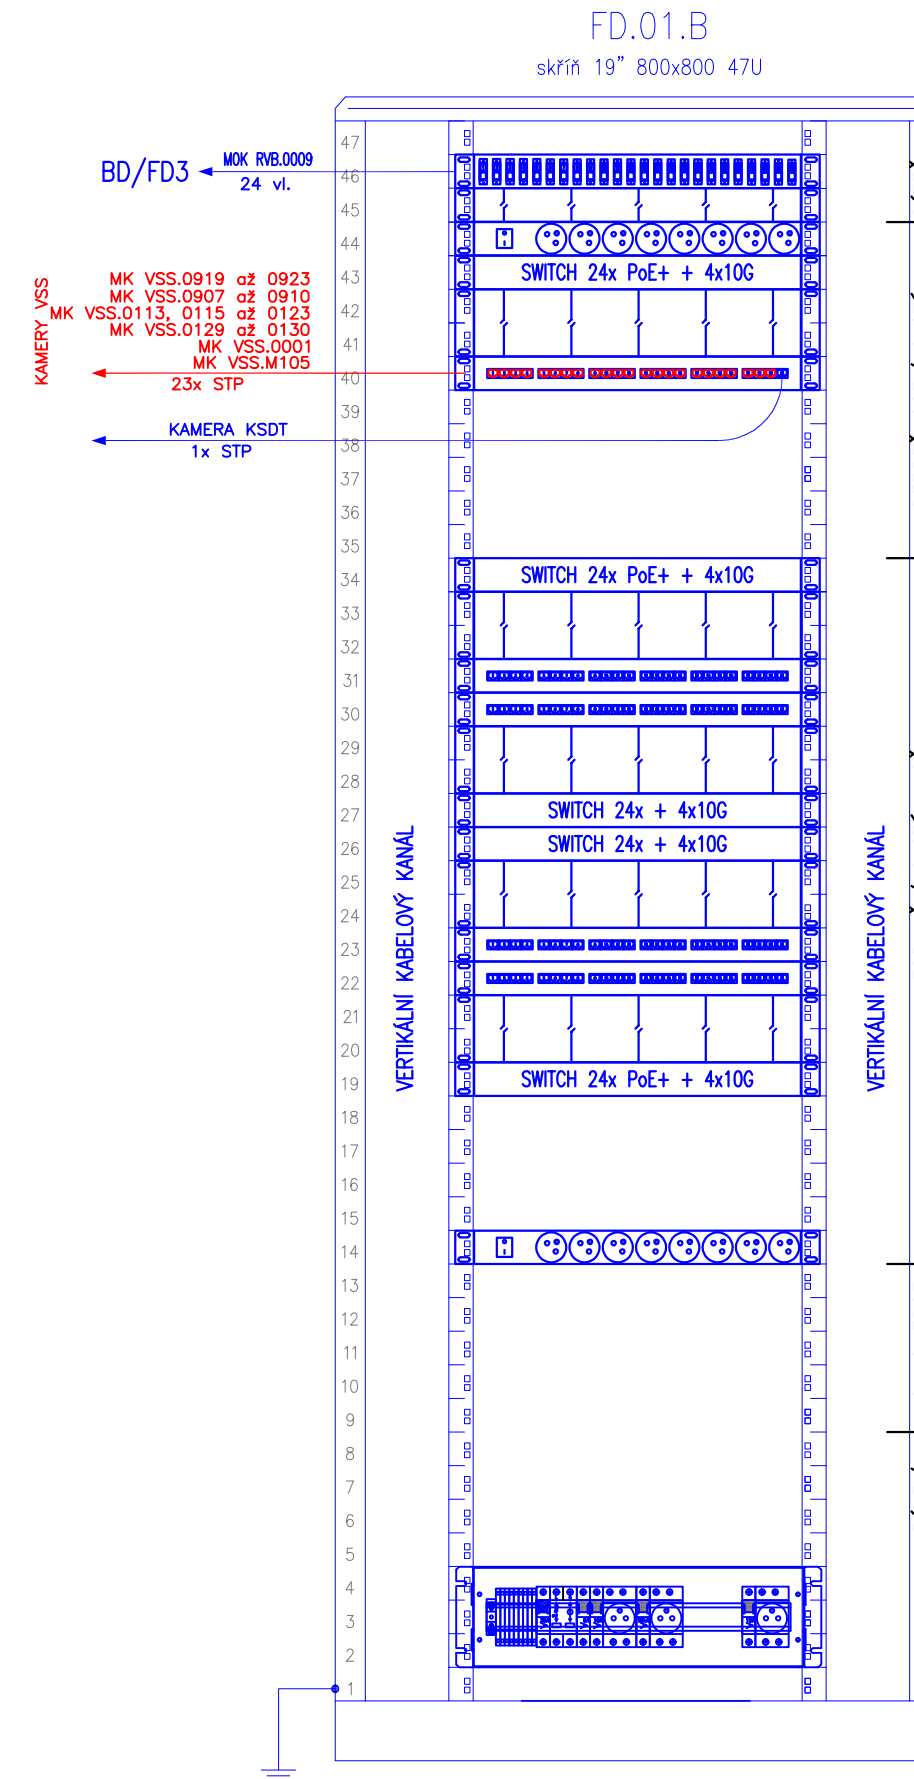 FD.01.B
skříň 19" 800x800 47U
47
BD/FD3
MOK RVB.0009
24 vl.
46
45
44
KAMERY VSS
MK VSS.0919 až 0923
MK VSS.0907 až 0910
MK VSS.0113, 0115 až 0123
MK VSS.0129 až 0130
MK VSS.0001
MK VSS.M105
23x STP
43
SWITCH 24x PoE+ + 4x10G
42
41
40
39
KAMERA KSDT
1x STP
38
37
36
35
34
SWITCH 24x PoE+ + 4x10G
33
32
31
30
29
28
27
SWITCH 24x + 4x10G
26
SWITCH 24x + 4x10G
25
24
23
22
21
20
19
SWITCH 24x PoE+ + 4x10G
VERTIKÁLNÍ KABELOVÝ KANÁL
VERTIKÁLNÍ KABELOVÝ KANÁL
18
17
16
15
14
13
12
11
10
9
8
7
6
5
4
3
2
1